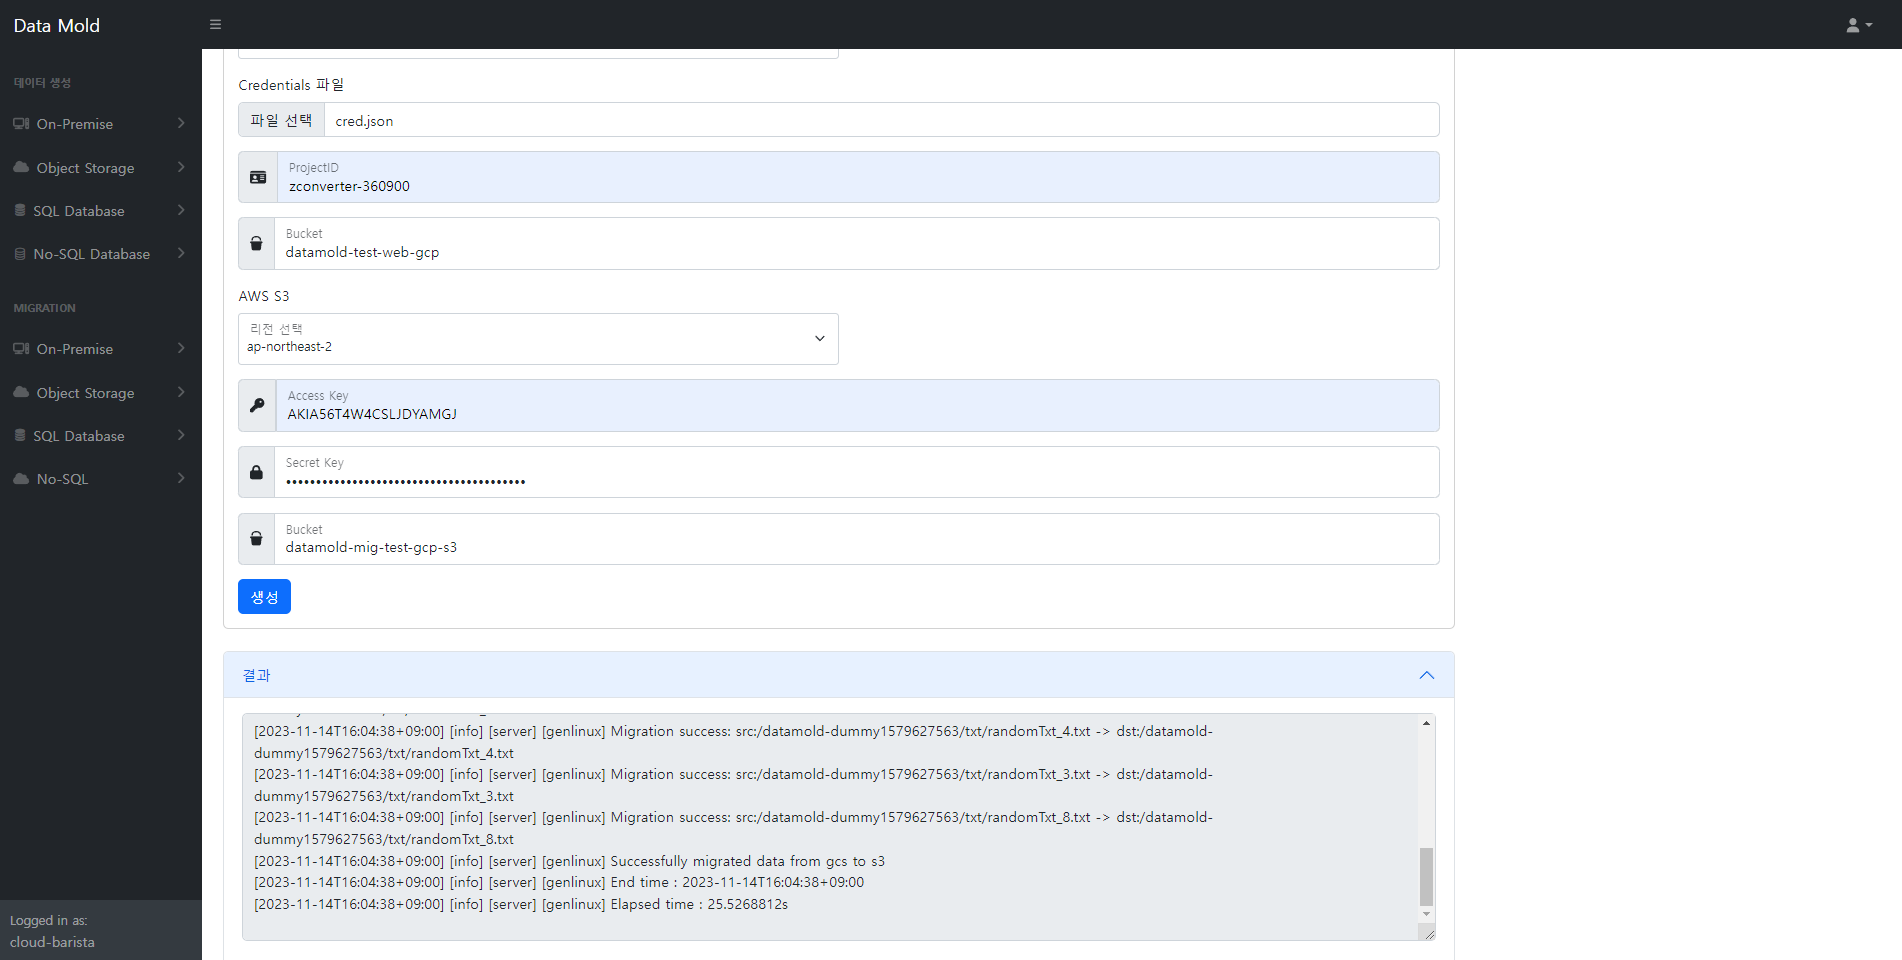 Data Mold
데이터 생성
On-Premise
Object Storage
SQL Database
No-SQL Database
MIGRATION
On-Premise
Object Storage
SQL Database
No-SQL
Logged in as:
cloud-barista
Credentials 파일
파일 선택 cred.json
ProjectID
zconverter-360900
Bucket
datamold-test-web-gcp
AWS S3
리전 선택
ap-northeast-2
Access Key
AKIA56T4W4CSLJDYAMGJ
Secret Key
••••••••••••••••••••••••••••••••••••••••
Bucket
datamold-mig-test-gcp-s3
생성
결과
[2023-11-14T16:04:38+09:00] [info] [server] [genlinux] Migration success: src:/datamold-dummy1579627563/txt/randomTxt_4.txt -> dst:/datamold-
dummy1579627563/txt/randomTxt_4.txt
[2023-11-14T16:04:38+09:00] [info] [server] [genlinux] Migration success: src:/datamold-dummy1579627563/txt/randomTxt_3.txt -> dst:/datamold-
dummy1579627563/txt/randomTxt_3.txt
[2023-11-14T16:04:38+09:00] [info] [server] [genlinux] Migration success: src:/datamold-dummy1579627563/txt/randomTxt_8.txt -> dst:/datamold-
dummy1579627563/txt/randomTxt_8.txt
[2023-11-14T16:04:38+09:00] [info] [server] [genlinux] Successfully migrated data from gcs to s3
[2023-11-14T16:04:38+09:00] [info] [server] [genlinux] End time : 2023-11-14T16:04:38+09:00
[2023-11-14T16:04:38+09:00] [info] [server] [genlinux] Elapsed time : 25.5268812s